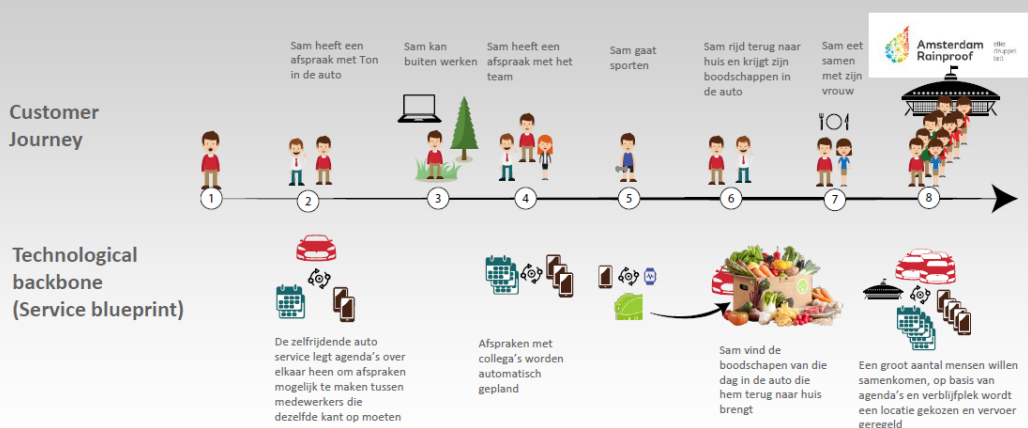 Sam heeft een
afspraak met Ton
in de auto
Sam kan
buiten werken
Sam heeft een
afspraak met het
team
Sam gaat
sporten
Sam rijd terug naar
huis en krijgt zijn
boodschappen in
de auto
Sam eet
samen
met zijn
vrouw
Amsterdam
Rainproof
elke
druppel
telt
Customer
Journey
1
2
3
4
5
6
7
8
Technological
backbone
(Service blueprint)
De zelfrijdende auto
service legt agenda's over
elkaar heen om afspraken
mogelijk te maken tussen
medewerkers die
dezelfde kant op moeten
Afspraken met
collega's worden
automatisch
gepland
Sam vind de
boodschapen van die
dag in de auto die
hem terug naar huis
brengt
Een groot aantal mensen willen
samenkomen, op basis van
agenda's en verblijfplek wordt
een locatie gekozen en vervoer
geregeld